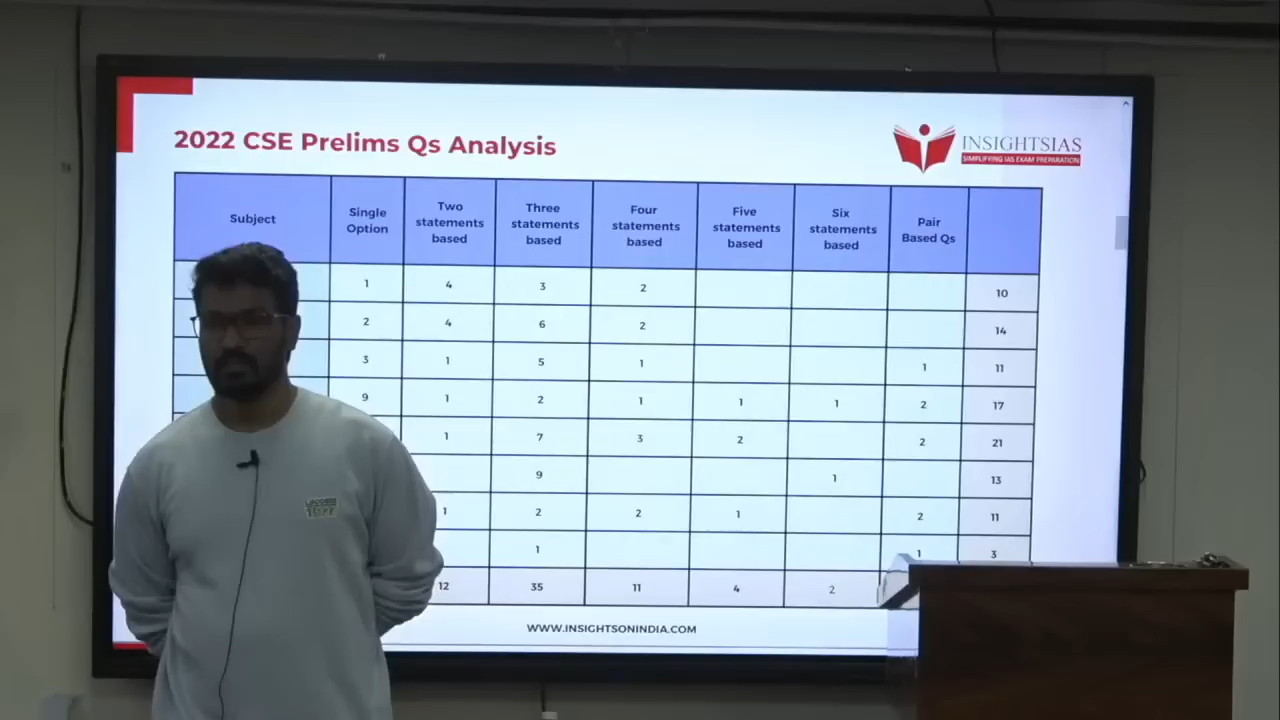 2022 CSE Prelims Qs Analysis
INSIGHTSIAS
SIMPLIFYING IAS EXAM PREPARATION
Subject
Single
Option
Two
statements
based
Three
statements
based
Four
statements
based
Five
statements
based
Six
statements
based
Pair
Based Qs
1 4 3 2 10
2 4 6 2 14
3 1 5 1 1 11
9 1 2 1 1 1 2 17
1 7 3 2 2 21
9 1 13
1 2 2 1 2 11
1 1 3
12 35 11 4 2
WWW.INSIGHTSONINDIA.COM